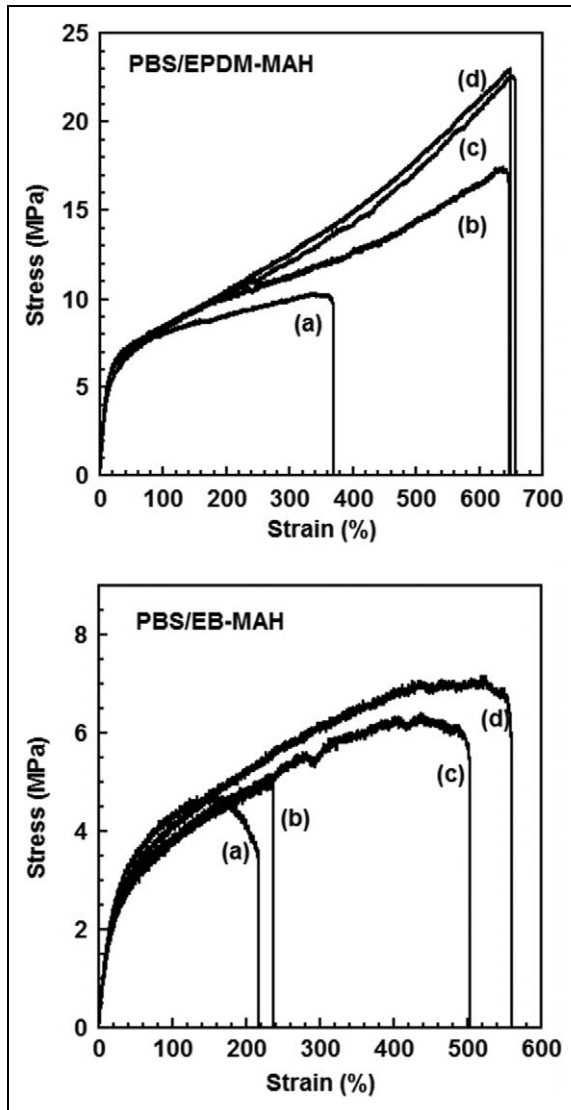 PBS/EPDM-MAH
25
20
15
10
5
0
Stress (MPa)
(d)
(c)
(b)
(a)
0 100 200 300 400 500 600 700
Strain (%)
PBS/EB-MAH
8
6
4
2
0
Stress (MPa)
(d)
(c)
(b)
(a)
0 100 200 300 400 500 600
Strain (%)